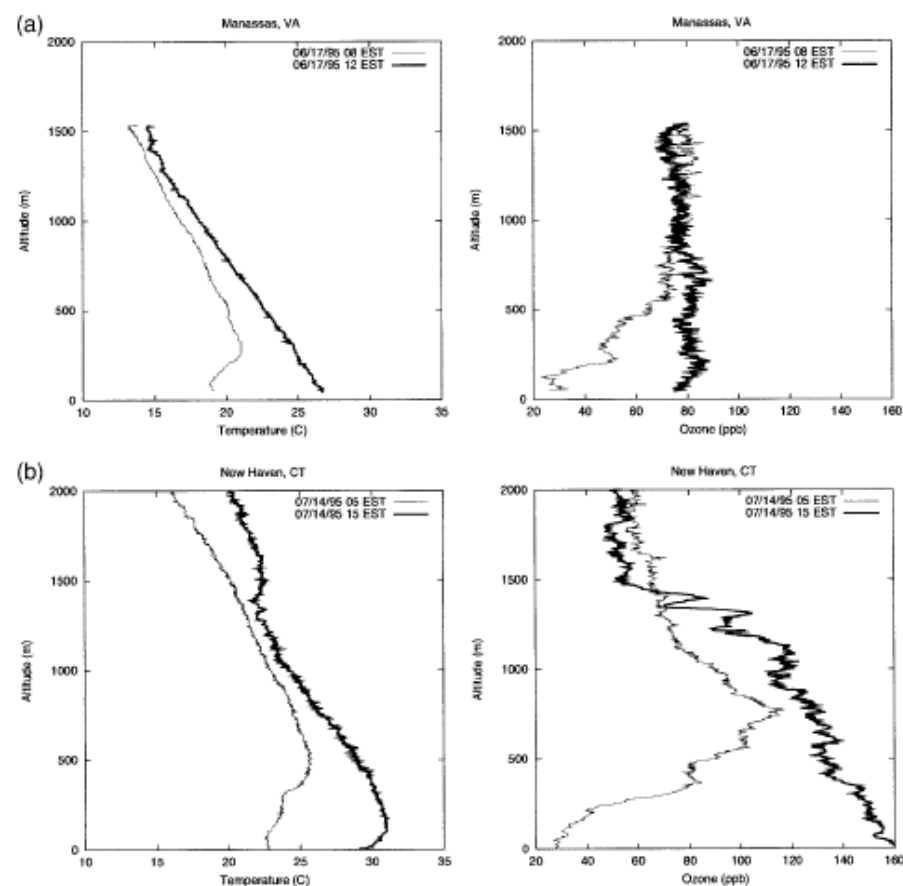 (a)
Manassas, VA
06/17/95 08 EST
06/17/95 12 EST
2000
1500
1000
500
0
Altitude (m)
10 15 20 25 30 35
Temperature (C)
Manassas, VA
06/17/95 08 EST
06/17/95 12 EST
2000
1500
1000
500
0
Altitude (m)
20 40 60 80 100 120 140 160
Ozone (ppb)
(b)
New Haven, CT
07/14/95 05 EST
07/14/95 15 EST
2000
1500
1000
500
0
Altitude (m)
10 15 20 25 30 35
Temperature (C)
New Haven, CT
07/14/95 05 EST
07/14/95 15 EST
2000
1500
1000
500
0
Altitude (m)
20 40 60 80 100 120 140 160
Ozone (ppb)